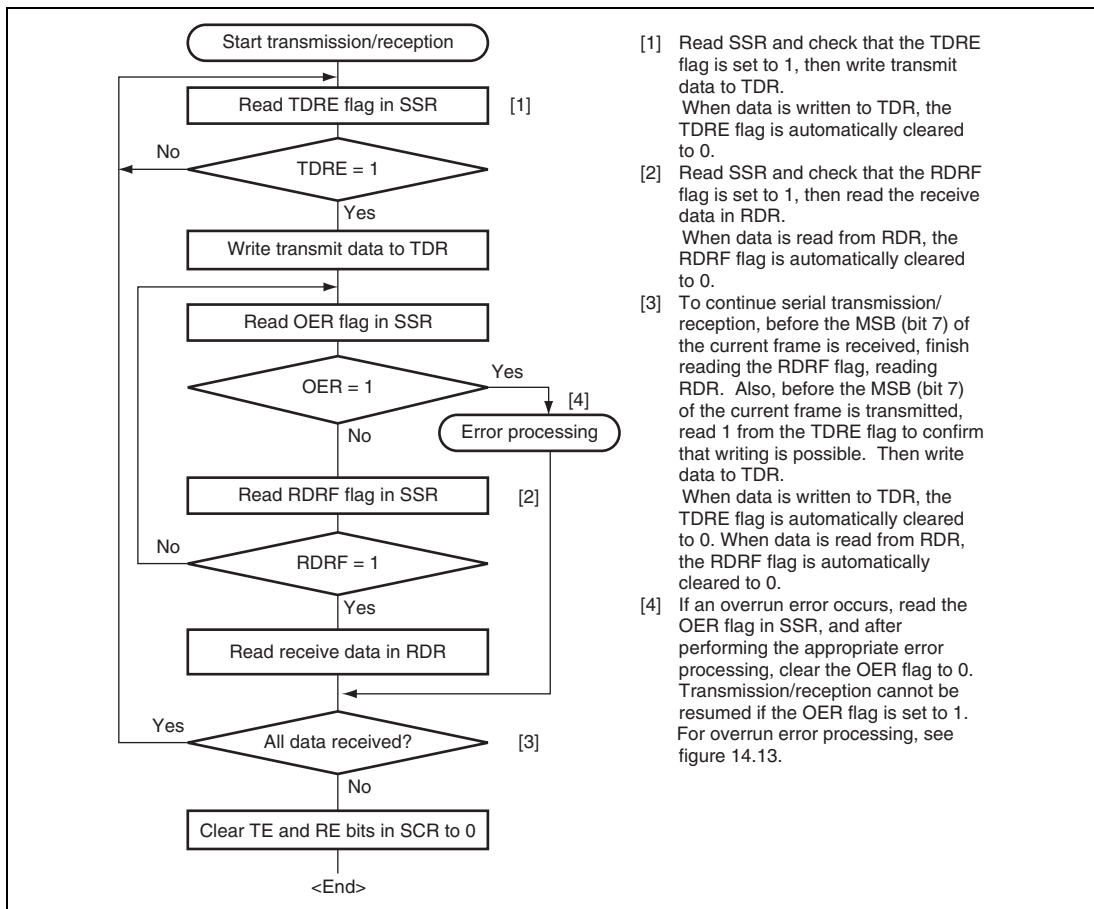 Start transmission/reception
Read TDRE flag in SSR
[1]
No
TDRE = 1
Yes
Write transmit data to TDR
Read OER flag in SSR
Yes
OER = 1
[4]
No
Error processing
Read RDRF flag in SSR
[2]
No
RDRF = 1
Yes
Read receive data in RDR
Yes
All data received?
[3]
No
Clear TE and RE bits in SCR to 0
<End>
[1] Read SSR and check that the TDRE
flag is set to 1, then write transmit
data to TDR.
When data is written to TDR, the
TDRE flag is automatically cleared
to 0.
[2] Read SSR and check that the RDRF
flag is set to 1, then read the receive
data in RDR.
When data is read from RDR, the
RDRF flag is automatically cleared
to 0.
[3] To continue serial transmission/
reception, before the MSB (bit 7) of
the current frame is received, finish
reading the RDRF flag, reading
RDR. Also, before the MSB (bit 7)
of the current frame is transmitted,
read 1 from the TDRE flag to confirm
that writing is possible. Then write
data to TDR.
When data is written to TDR, the
TDRE flag is automatically cleared
to 0. When data is read from RDR,
the RDRF flag is automatically
cleared to 0.
[4] If an overrun error occurs, read the
OER flag in SSR, and after
performing the appropriate error
processing, clear the OER flag to 0.
Transmission/reception cannot be
resumed if the OER flag is set to 1.
For overrun error processing, see
figure 14.13.